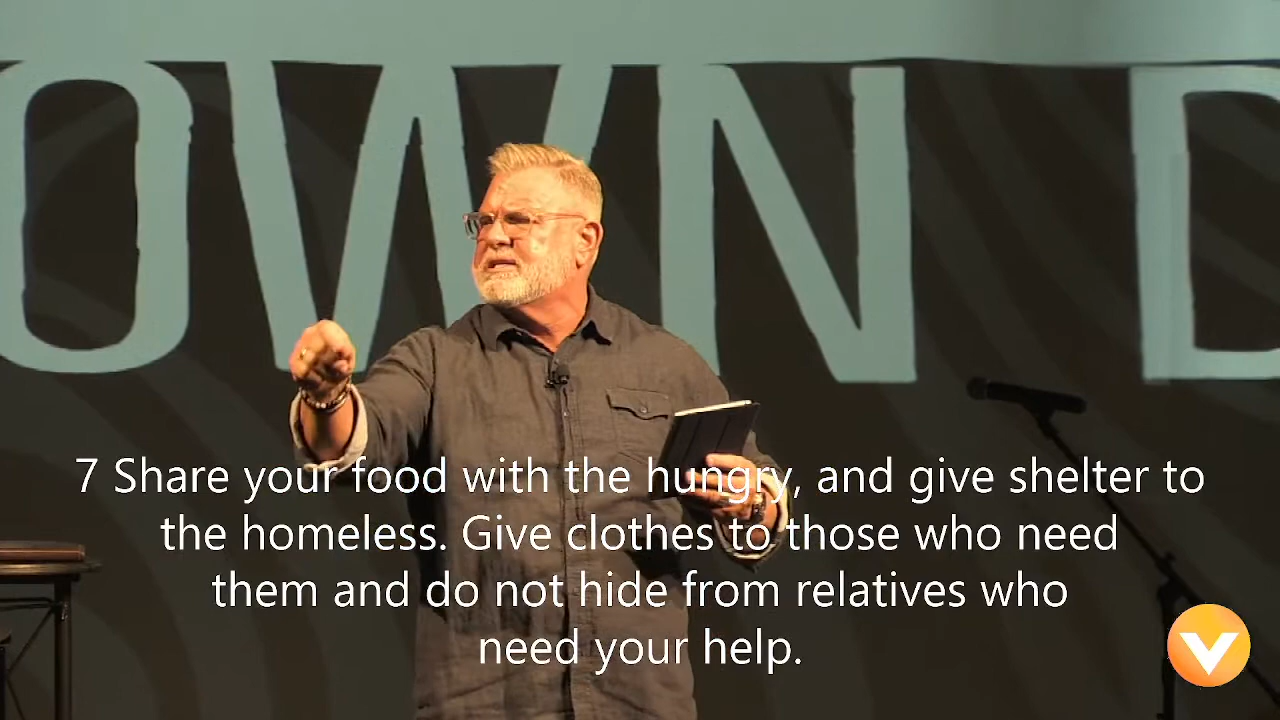 OWN D
7 Share your food with the hungry, and give shelter to
the homeless. Give clothes to those who need
them and do not hide from relatives who
need your help.
V